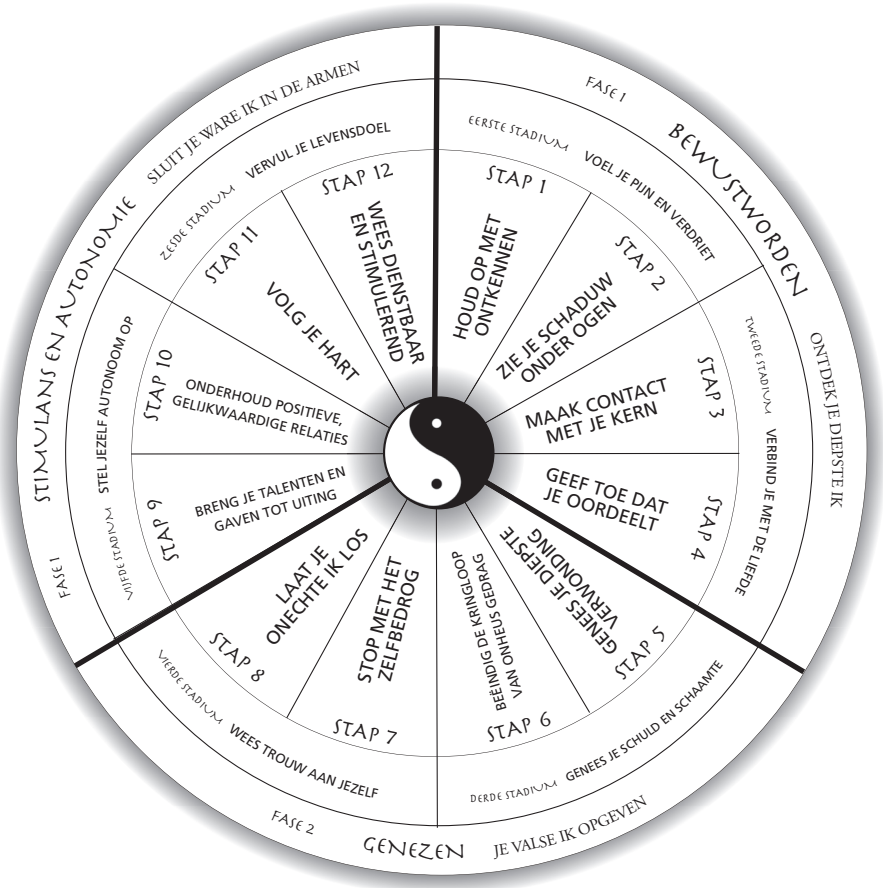 FASE 1
BEWUSTWORDEN
ONTDEK JE DIEPSTE IK
EERSTE STADIUM
VOEL JE PIJN EN VERDRIET
STAP 1
HOUD OP MET
ONTKENNEN
STAP 2
ZIE JE SCHADUW
ONDER OGEN
TWEEDE STADIUM
VERBIND JE MET DE LIEFDE
STAP 3
MAAK CONTACT
MET JE KERN
STAP 4
GEEF TOE DAT
JE OORDEELT
FASE 2
GENEZEN
JE VALSE IK OPGEVEN
DERDE STADIUM
GENEES JE SCHULD EN SCHAAMTE
STAP 5
GENEES JE DIEPSTE
VERWONDING
STAP 6
BEËINDIG DE KRINGLOOP
VAN ONHEUS GEDRAG
VIERDE STADIUM
WEES TROUW AAN JEZELF
STAP 7
STOP MET HET
ZELFBEDROG
STAP 8
LAAT JE
ONECHTE IK LOS
FASE 1
STIMULANS EN AUTONOMIE
SLUIT JE WARE IK IN DE ARMEN
VIJFDE STADIUM
STEL JEZELF AUTONOOM OP
STAP 9
BRENG JE TALENTEN EN
GAVEN TOT UITING
STAP 10
ONDERHOUD POSITIEVE,
GELIJKWAARDIGE RELATIES
ZESDE STADIUM
VERVUL JE LEVENSDOEL
STAP 11
VOLG JE HART
STAP 12
WEES DIENSTBAAR
EN STIMULEREND